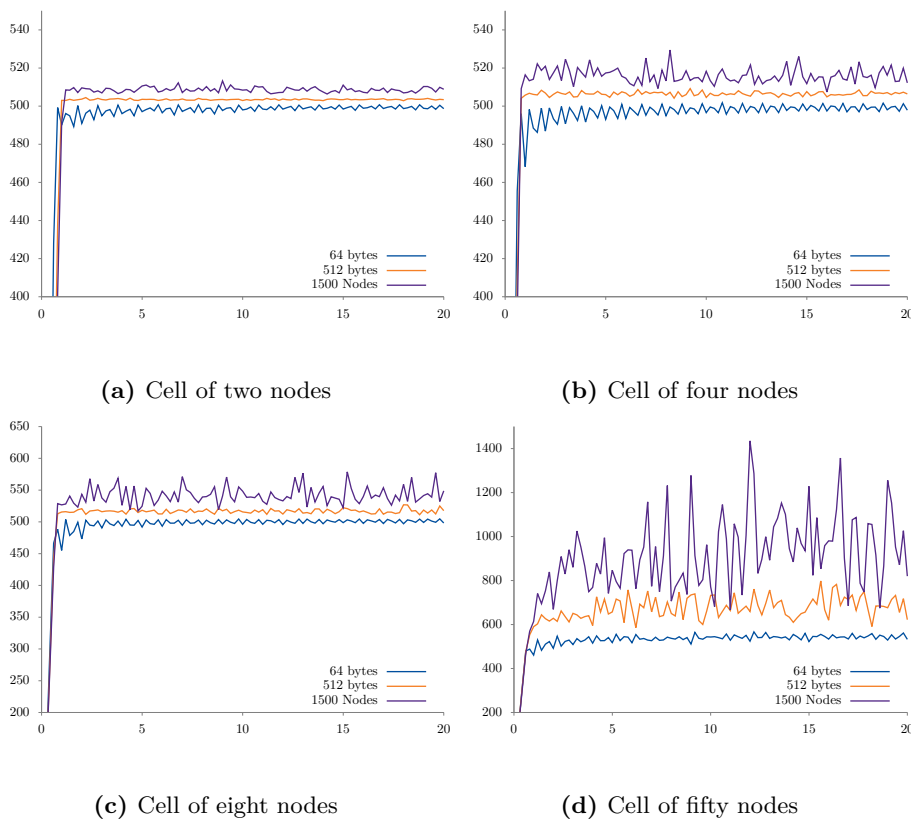 540
520
500
480
460
440
420
400
0 5 10 15 20
64 bytes
512 bytes
1500 Nodes
(a) Cell of two nodes
540
520
500
480
460
440
420
400
0 5 10 15 20
64 bytes
512 bytes
1500 Nodes
(b) Cell of four nodes
650
600
550
500
450
400
350
300
250
200
0 5 10 15 20
64 bytes
512 bytes
1500 Nodes
(c) Cell of eight nodes
1400
1200
1000
800
600
400
200
0 5 10 15 20
64 bytes
512 bytes
1500 Nodes
(d) Cell of fifty nodes